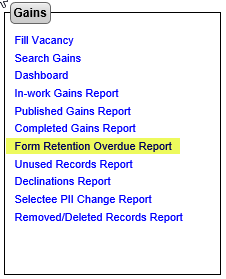 Gains
Fill Vacancy
Search Gains
Dashboard
In-work Gains Report
Published Gains Report
Completed Gains Report
Form Retention Overdue Report
Unused Records Report
Declinations Report
Selectee PII Change Report
Removed/Deleted Records Report